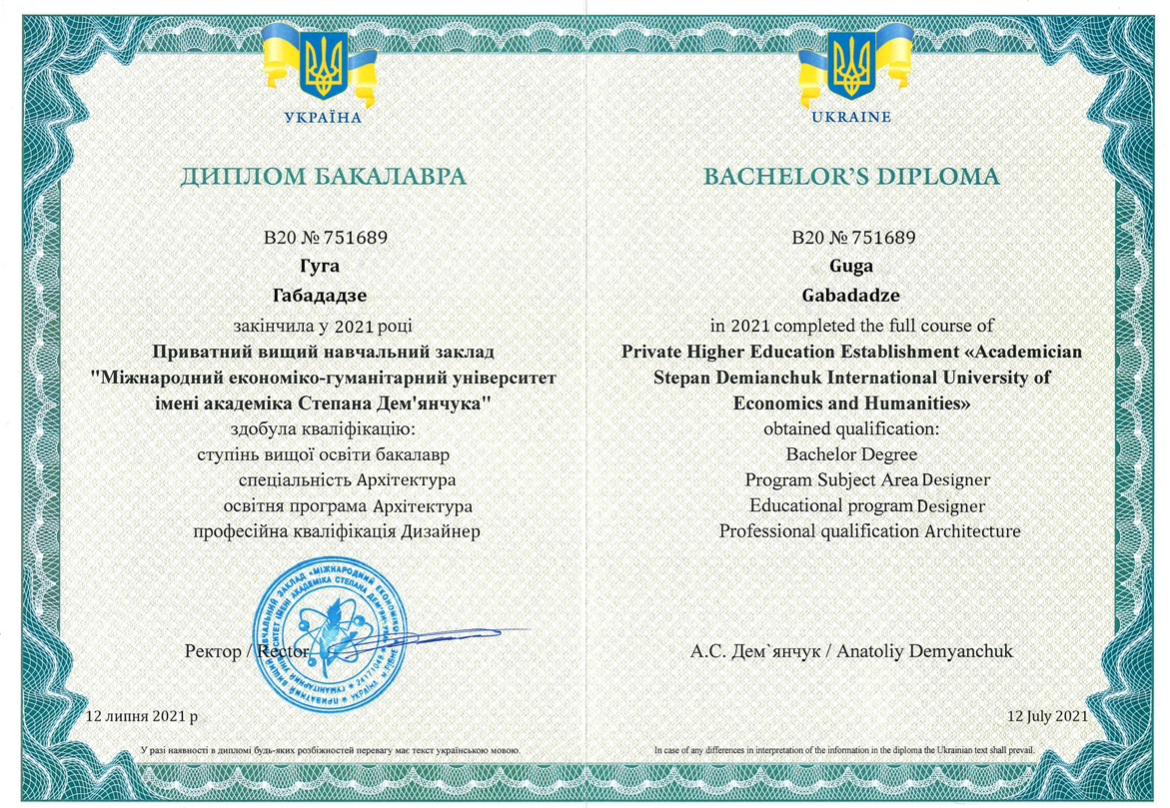 УКРАЇНА
ДИПЛОМ БАКАЛАВРА
В20 № 751689
Гуга
Габададзе
закінчила у 2021 році
Приватний вищий навчальний заклад
"Міжнародний економіко-гуманітарний університет
імені академіка Степана Дем'янчука"
здобула кваліфікацію:
ступінь вищої освіти бакалавр
спеціальність Архітектура
освітня програма Архітектура
професійна кваліфікація Дизайнер
Ректор / Rector
12 липня 2021 р
У разі наявності в дипломі будь-яких розбіжностей перевагу має текст українською мовою.
UKRAINE
BACHELOR'S DIPLOMA
B20 № 751689
Guga
Gabadadze
in 2021 completed the full course of
Private Higher Education Establishment «Academician
Stepan Demianchuk International University of
Economics and Humanities»
obtained qualification:
Bachelor Degree
Program Subject Area Designer
Educational program Designer
Professional qualification Architecture
А.С. Дем`янчук / Anatoliy Demyanchuk
12 July 2021
In case of any differences in interpretation of the information in the diploma the Ukrainian text shall prevail.